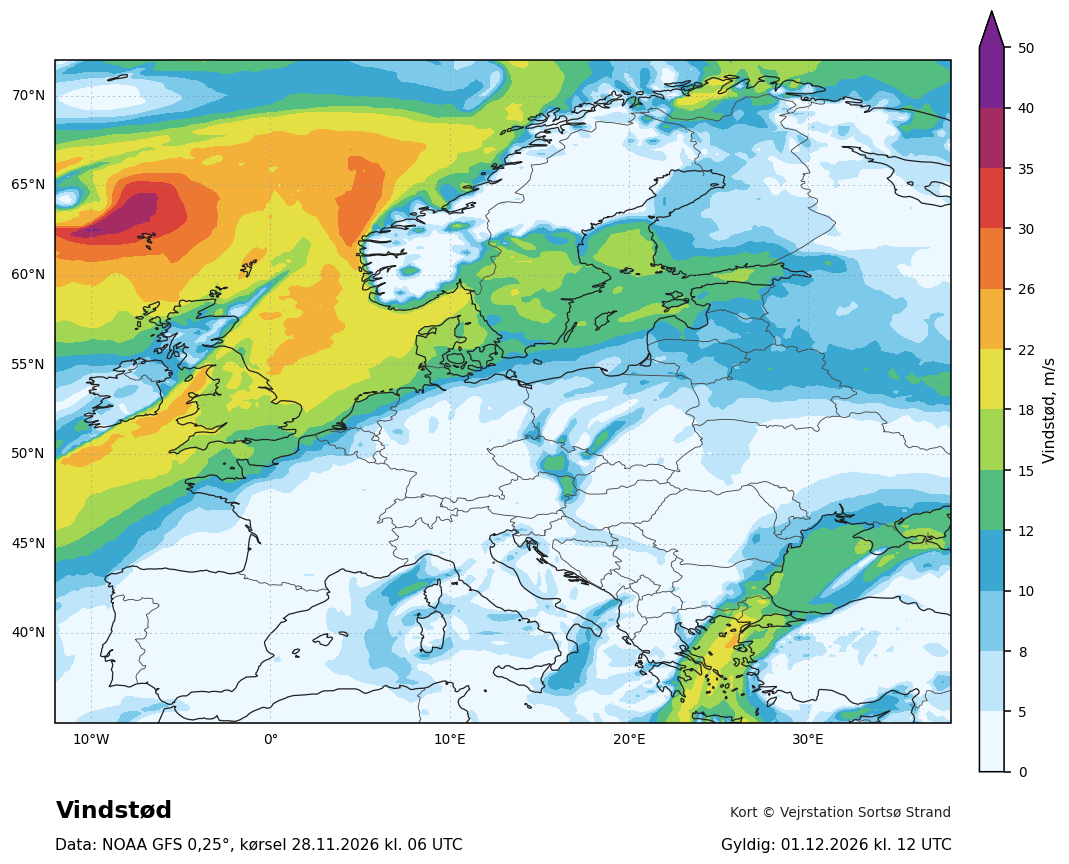 70°N
65°N
60°N
55°N
50°N
45°N
40°N
10°W
0°
10°E
20°E
30°E
50
40
35
30
26
22
18
15
12
10
8
5
0
Vindstød, m/s
Vindstød
Kort © Vejrstation Sortsø Strand
Data: NOAA GFS 0,25°, kørsel 28.11.2026 kl. 06 UTC
Gyldig: 01.12.2026 kl. 12 UTC